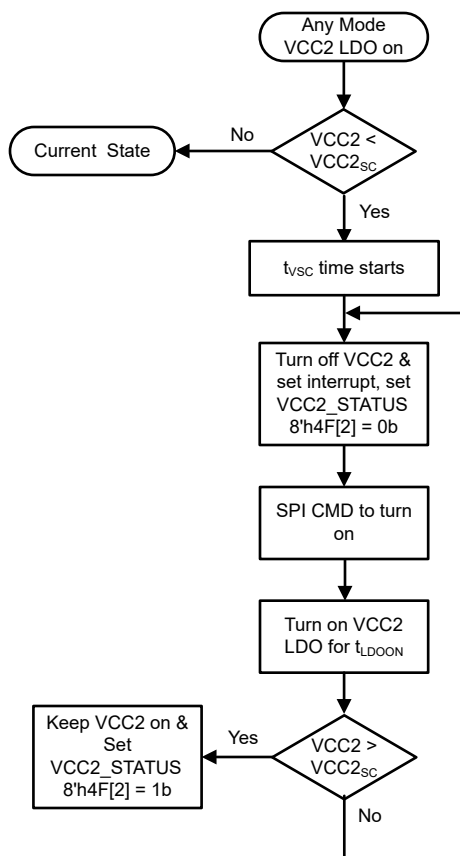 Any Mode
VCC2 LDO on
No
VCC2 <
VCC2SC
Current State
Yes
tVSC time starts
Turn off VCC2 &
set interrupt, set
VCC2_STATUS
8'h4F[2] = 0b
SPI CMD to turn
on
Turn on VCC2
LDO for tLDOON
Keep VCC2 on &
Set
VCC2_STATUS
8'h4F[2] = 1b
Yes
VCC2 >
VCC2SC
No